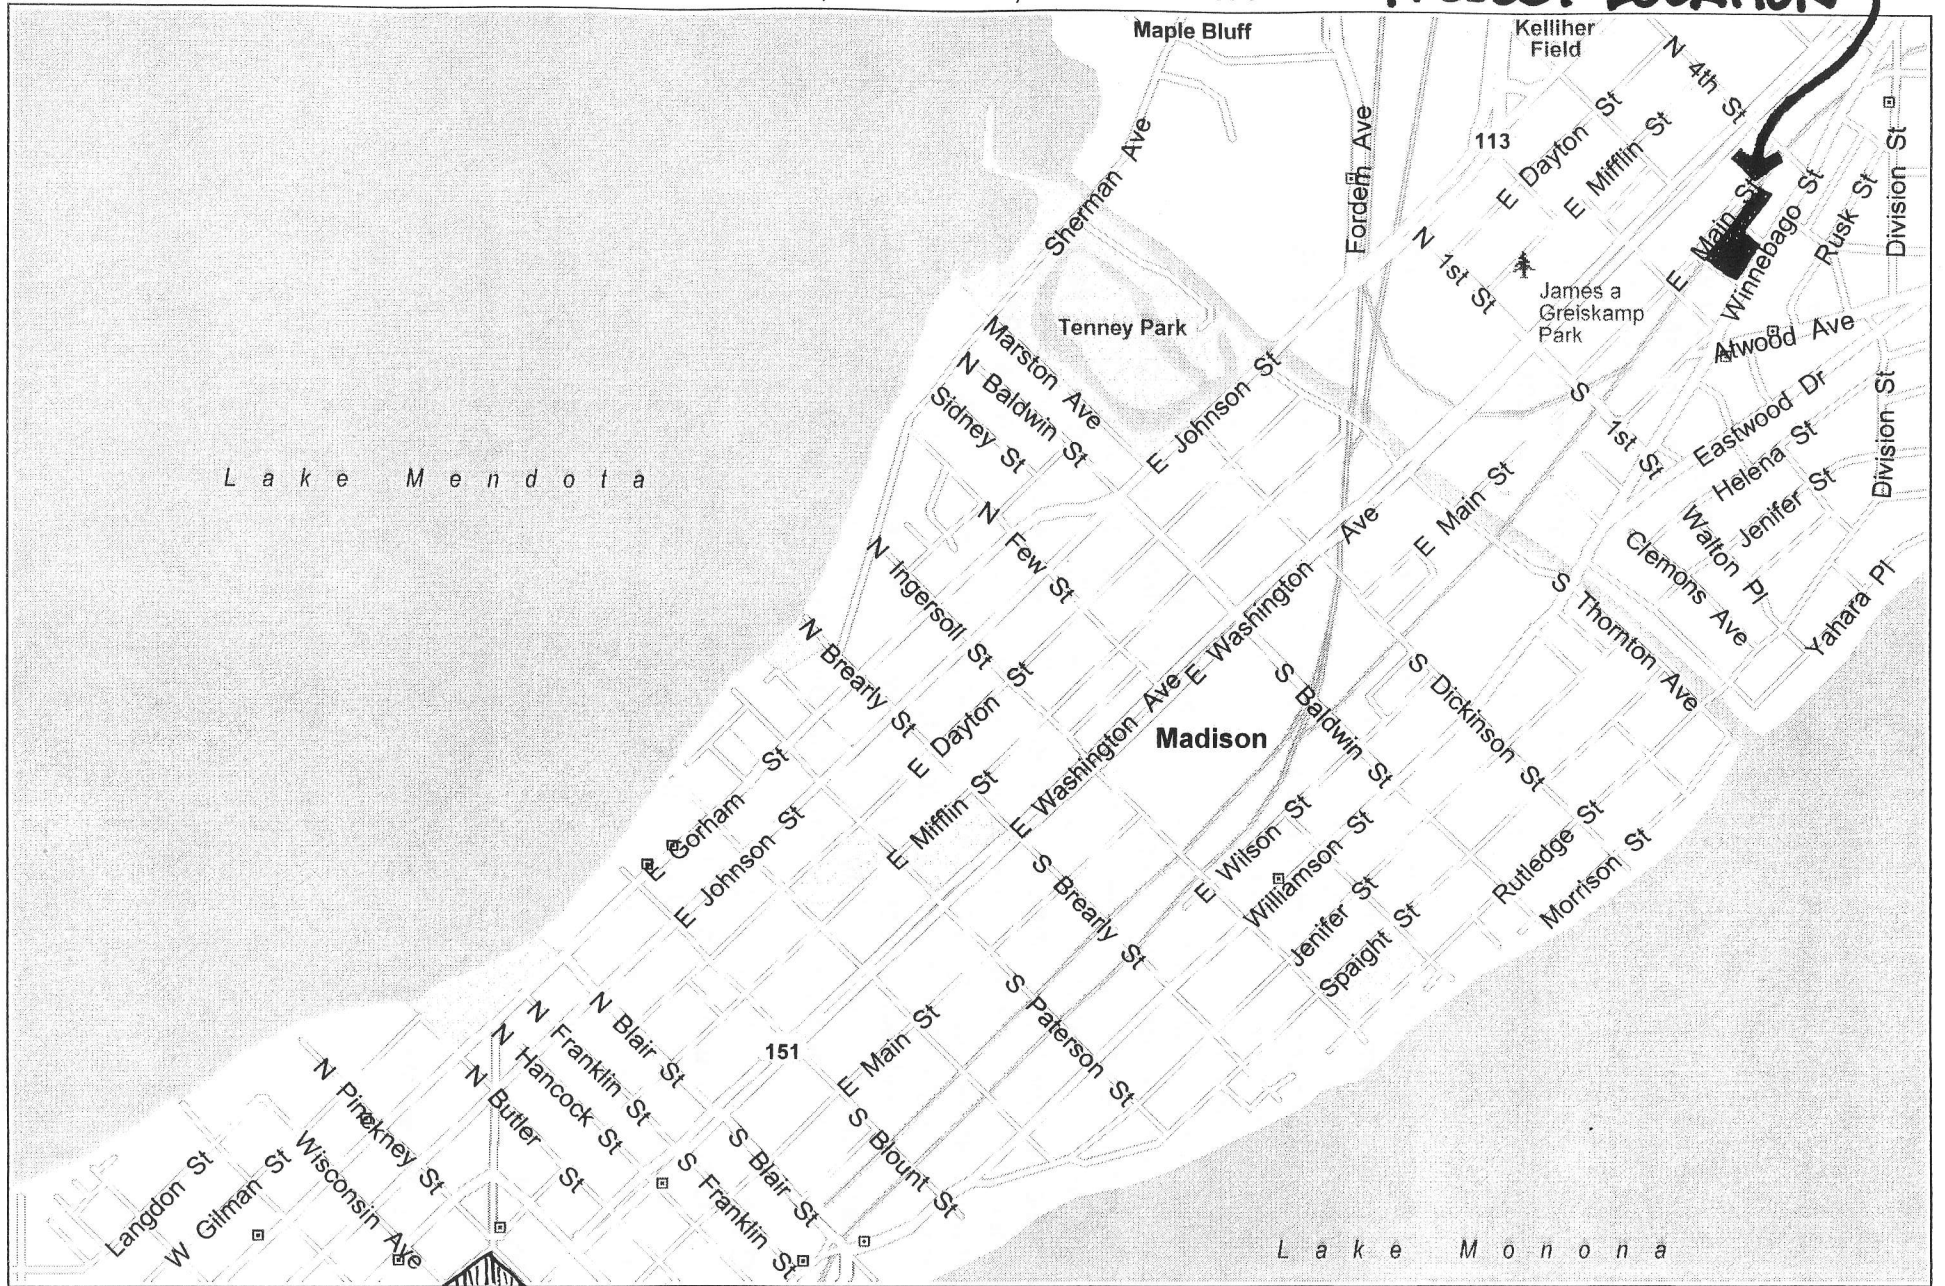 PROJECT LOCATION
Maple Bluff
Kelliher
Field
N 4th St
Sherman Ave
Fordem Ave
113
E Dayton St
E Mifflin St
E Main St
Winnebago St
Rusk St
Division St
N 1st St
James a
Greiskamp
Park
Tenney Park
Marston Ave
N Baldwin St
Sidney St
E Johnson St
Atwood Ave
S 1st St
Eastwood Dr
Helena St
Jenifer St
Division St
Walton Pl
Clemons Ave
Yahara Pl
Lake Mendota
N Few St
N Ingersoll St
N Brearly St
E Main St
E Washington Ave
S Thornton Ave
E Dayton St
E Washington Ave
Madison
S Baldwin St
S Dickinson St
E Gorham St
E Johnson St
E Mifflin St
S Brearly St
E Wilson St
Williamson St
Jenifer St
Spaight St
Rutledge St
Morrison St
N Blair St
N Franklin St
N Hancock St
N Butler St
N Pinckney St
151
E Main St
S Paterson St
S Blount St
S Blair St
S Franklin St
Langdon St
W Gilman St
Wisconsin Ave
Lake Monona